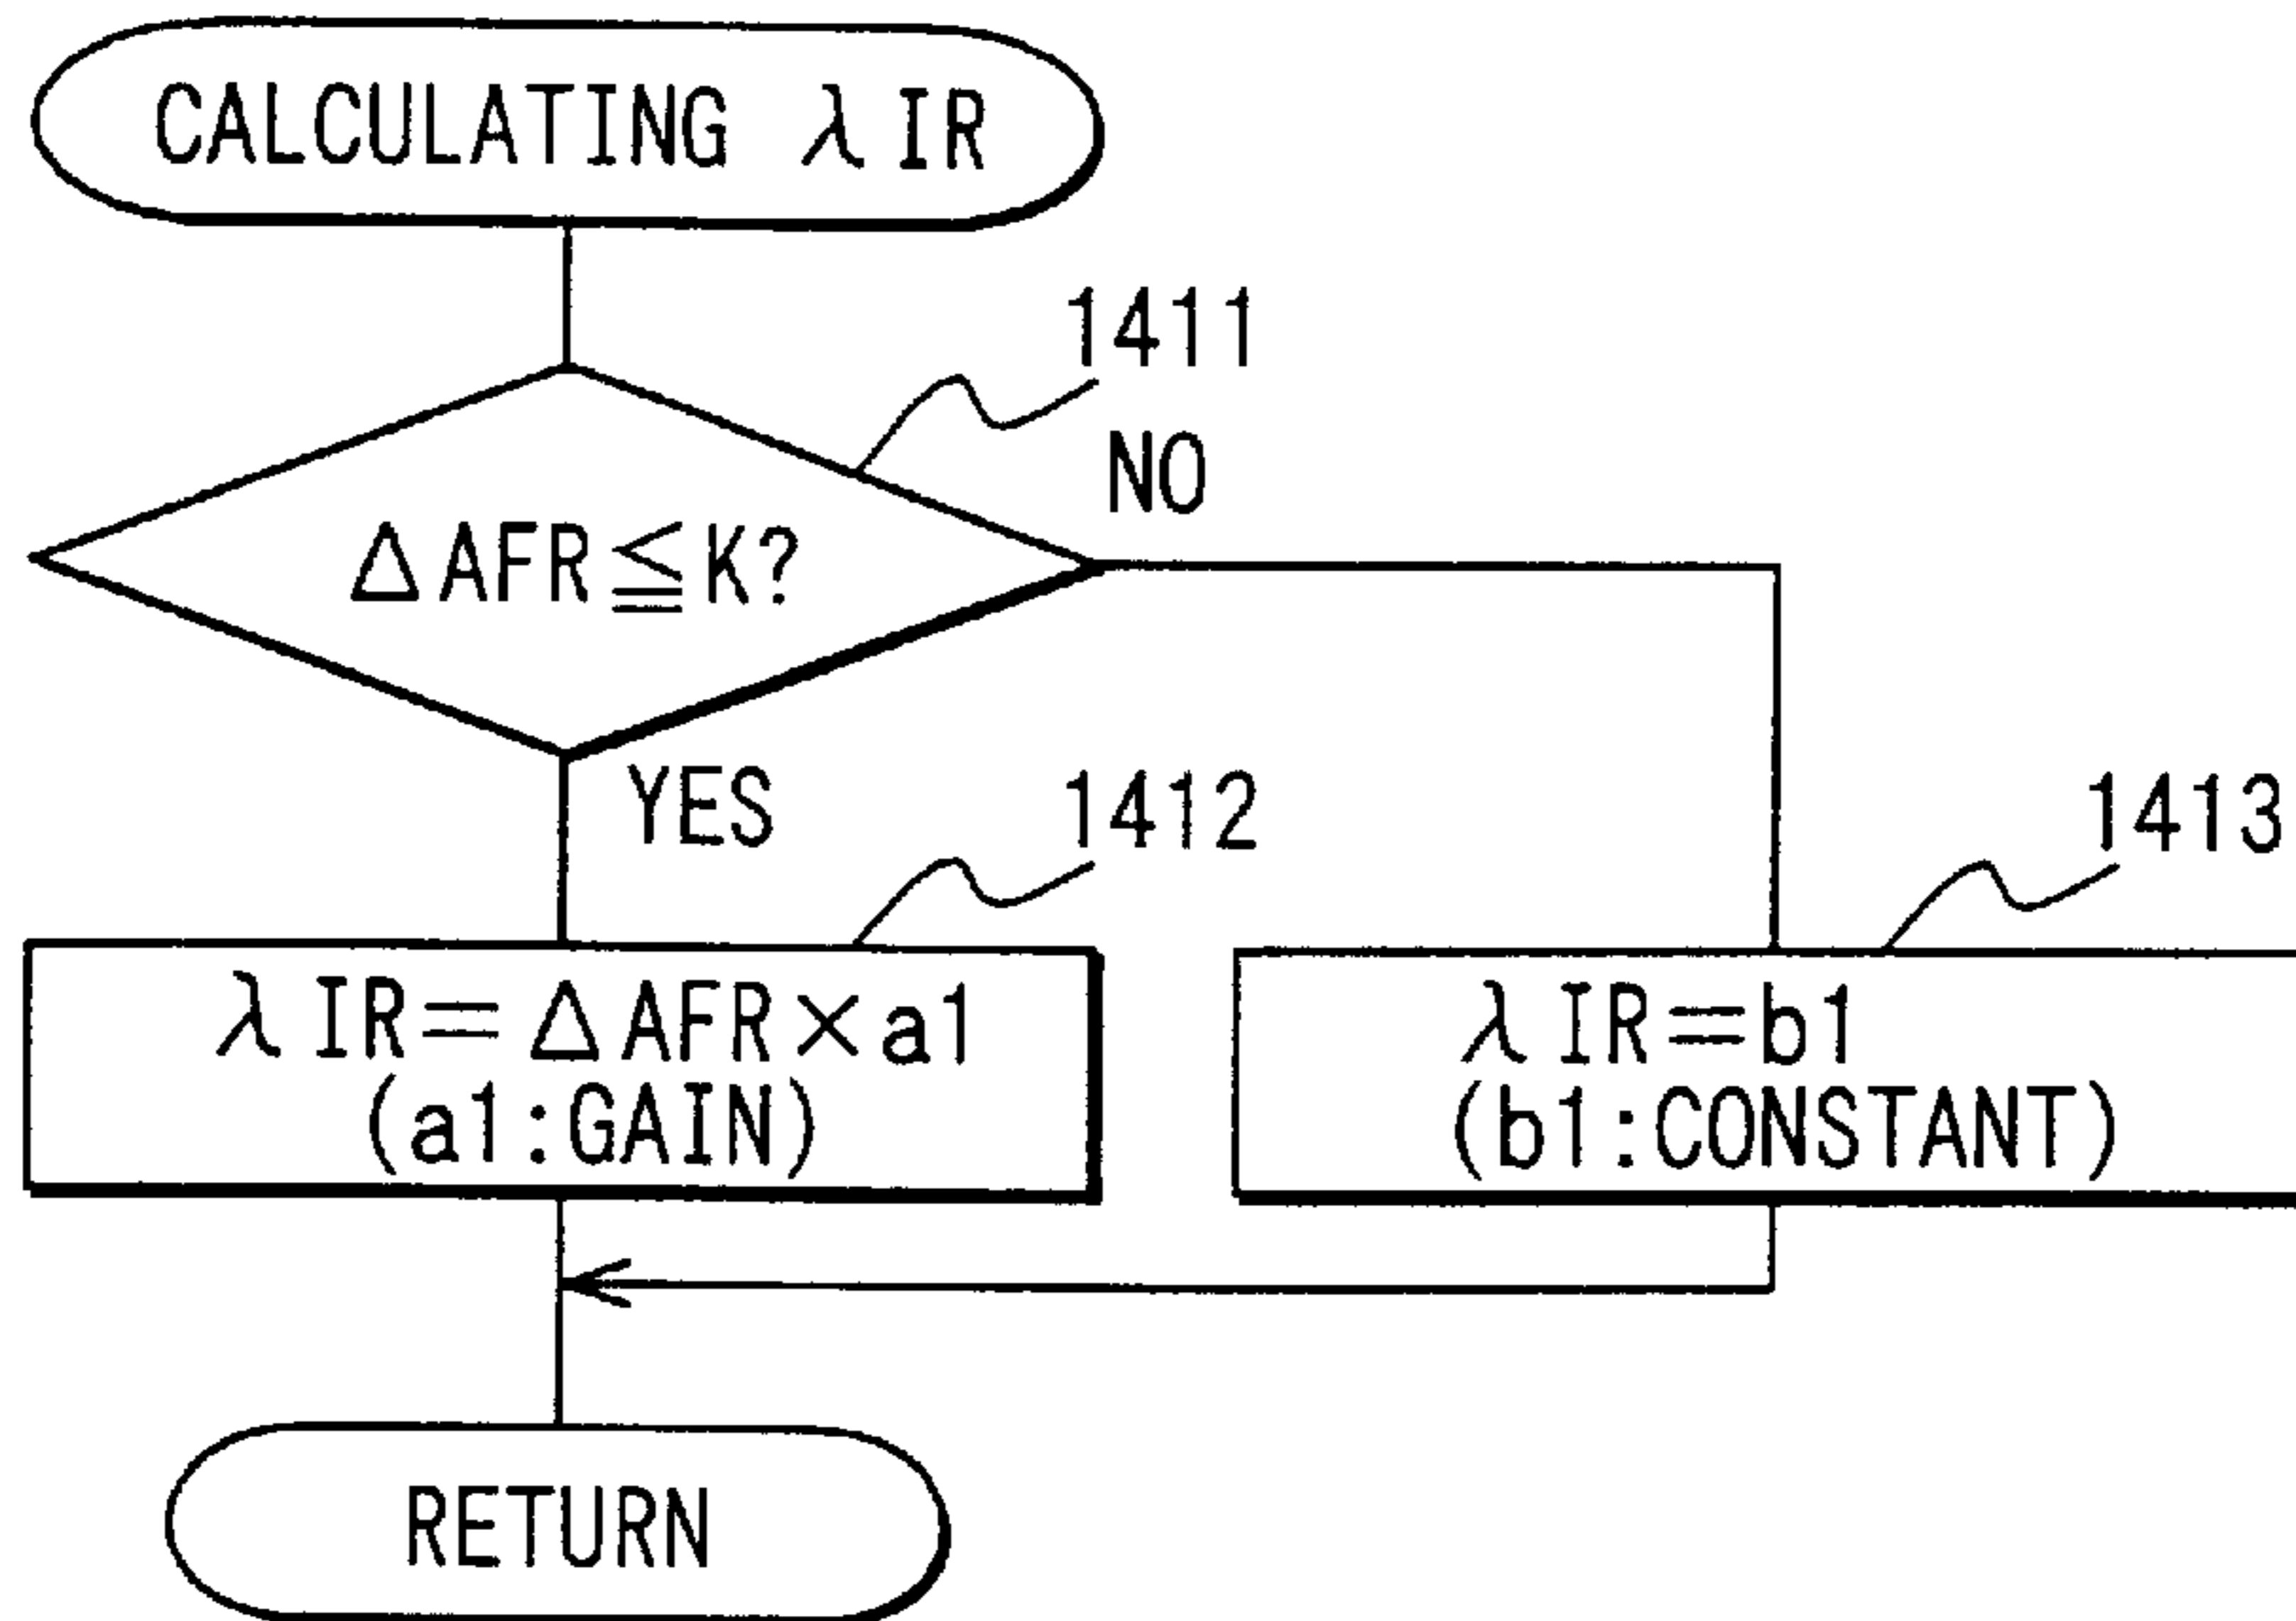 CALCULATING λIR
1411
NO
ΔAFR≦K?
YES
1412
1413
λIR=ΔAFR×a1
(a1:GAIN)
λIR=b1
(b1:CONSTANT)
RETURN